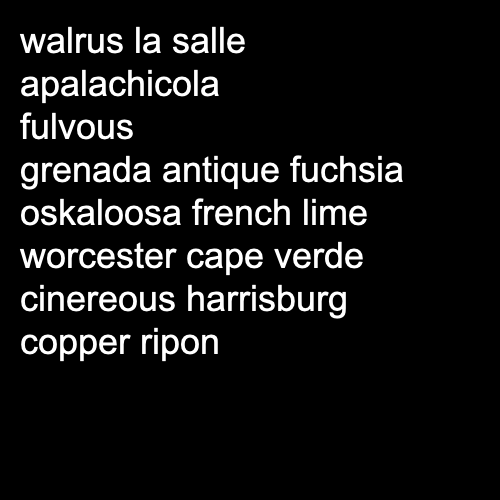 walrus la salle
apalachicola
fulvous
grenada antique fuchsia
oskaloosa french lime
worcester cape verde
cinereous harrisburg
copper ripon